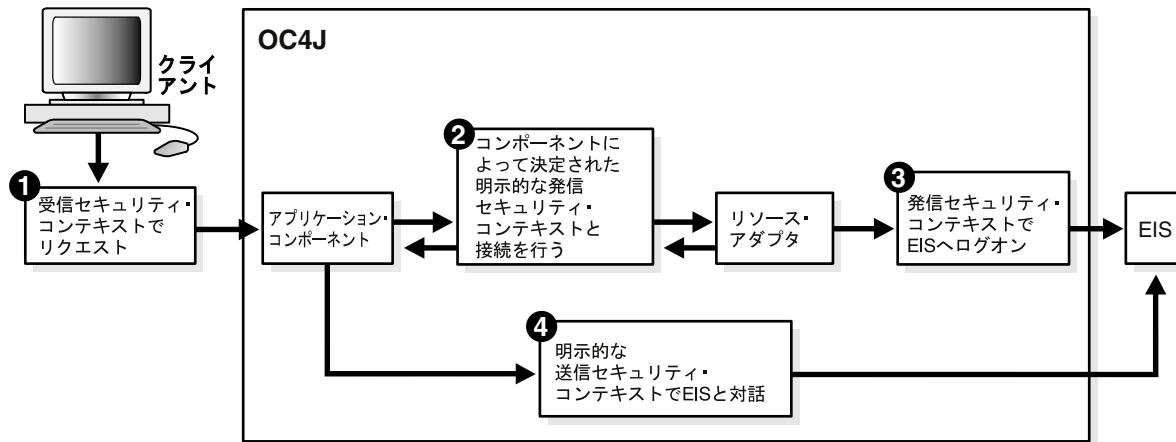 OC4J
クライ
アント
1
受信セキュリティ・
コンテキストで
リクエスト
アプリケーション・
コンポーネント
2
コンポーネントに
よって決定された
明示的な発信
セキュリティ・
コンテキストと
接続を行う
リソース・
アダプタ
3
発信セキュリティ・
コンテキストで
EISへログオン
EIS
4
明示的な
送信セキュリティ・
コンテキストでEISと対話